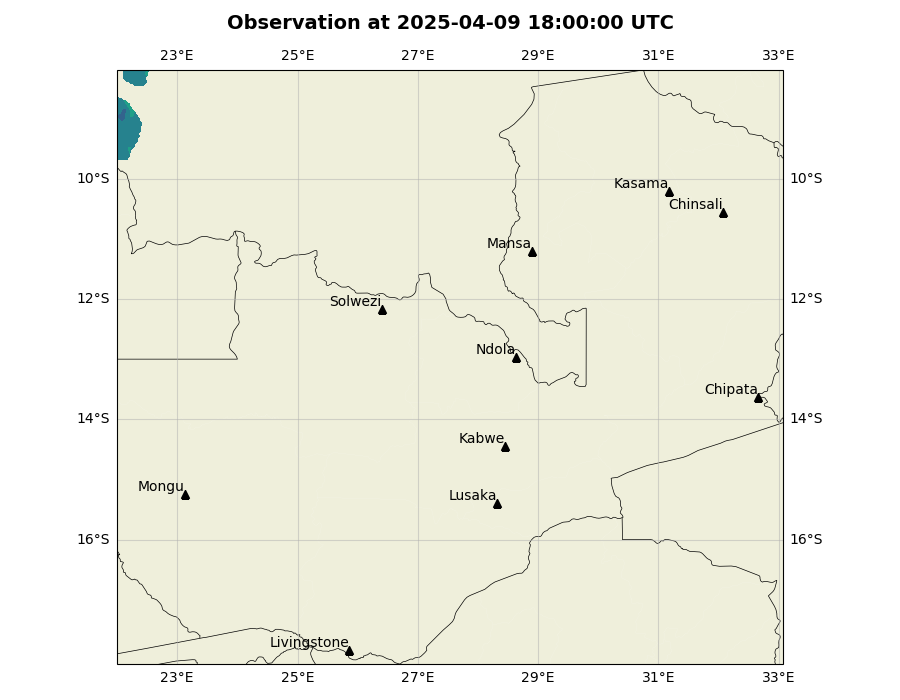 Observation at 2025-04-09 18:00:00 UTC
23°E 25°E 27°E 29°E 31°E 33°E
10°S 10°S
Kasama
Chinsali
Mansa
12°S 12°S
Solwezi
Ndola
Chipata
14°S 14°S
Kabwe
Mongu
Lusaka
16°S 16°S
Livingstone
23°E 25°E 27°E 29°E 31°E 33°E